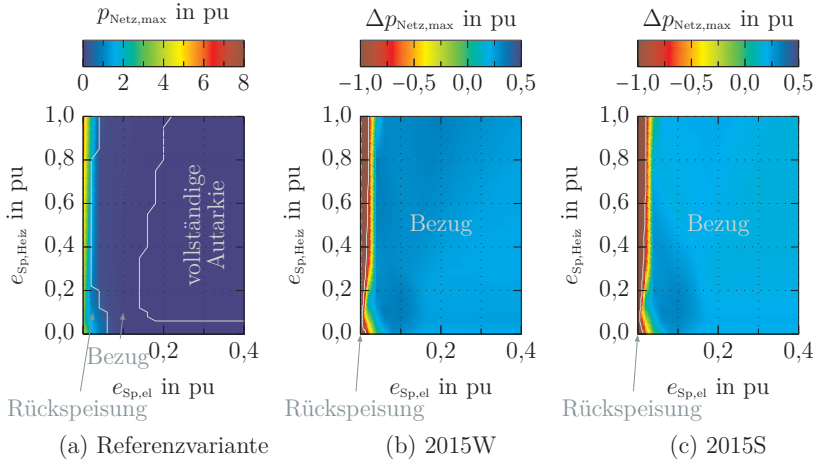 p_Netz,max in pu
0 2 4 6 8
1,0
0,8
0,6
0,4
0,2
0,0
e_Sp,Heiz in pu
vollständige
Autarkie
Bezug
0,2 0,4
e_Sp,el in pu
Rückspeisung
(a) Referenzvariante
Δp_Netz,max in pu
−1,0 −0,5 0,0 0,5
1,0
0,8
0,6
0,4
0,2
0,0
e_Sp,Heiz in pu
Bezug
0,2 0,4
e_Sp,el in pu
Rückspeisung
(b) 2015W
Δp_Netz,max in pu
−1,0 −0,5 0,0 0,5
1,0
0,8
0,6
0,4
0,2
0,0
e_Sp,Heiz in pu
Bezug
0,2 0,4
e_Sp,el in pu
Rückspeisung
(c) 2015S